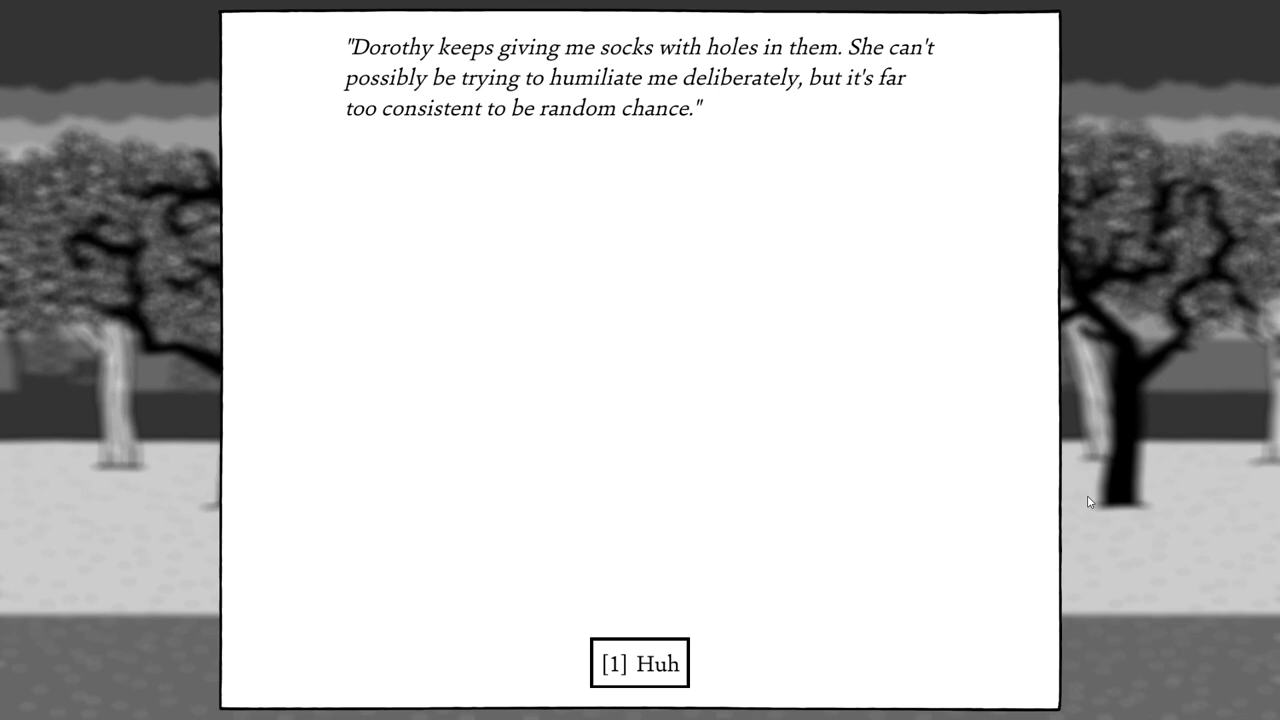 "Dorothy keeps giving me socks with holes in them. She can't
possibly be trying to humiliate me deliberately, but it's far
too consistent to be random chance."
[1] Huh